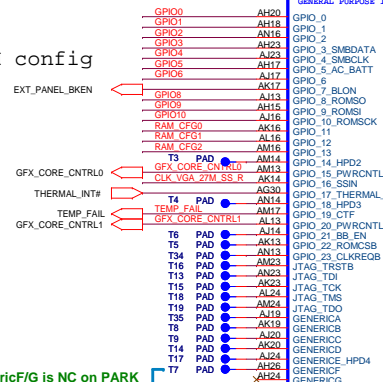 GENERAL PURPOSE I
GPIO0 AH20 GPIO_0
GPIO1 AH18 GPIO_1
GPIO2 AN16 GPIO_2
config
GPIO3 AH23 GPIO_3_SMBDATA
GPIO4 AJ23 GPIO_4_SMBCLK
GPIO5 AH17 GPIO_5_AC_BATT
GPIO6 AJ17 GPIO_6
EXT_PANEL_BKEN AK17 GPIO_7_BLON
GPIO8 AJ13 GPIO_8_ROMSO
GPIO9 AH15 GPIO_9_ROMSI
GPIO10 AJ16 GPIO_10_ROMSCK
RAM_CFG0 AK16 GPIO_11
RAM_CFG1 AL16 GPIO_12
RAM_CFG2 AM16 GPIO_13
T3 PAD AM14 GPIO_14_HPD2
GFX_CORE_CNTRL0 GFX_CORE_CNTRL0 AM13 GPIO_15_PWRCNTL
CLK_VGA_27M_SS_R AK14 GPIO_16_SSIN
THERMAL_INT# AG30 GPIO_17_THERMAL_
T4 PAD AN14 GPIO_18_HPD3
TEMP_FAIL TEMP_FAIL AM17 GPIO_19_CTF
GFX_CORE_CNTRL1 GFX_CORE_CNTRL1 AL13 GPIO_20_PWRCNTL
T6 PAD AJ14 GPIO_21_BB_EN
T5 PAD AK13 GPIO_22_ROMCSB
T34 PAD AN13 GPIO_23_CLKREQB
T16 PAD AM23 JTAG_TRSTB
T13 PAD AN23 JTAG_TDI
T15 PAD AK23 JTAG_TCK
T18 PAD AL24 JTAG_TMS
T19 PAD AM24 JTAG_TDO
T35 PAD AJ19 GENERICA
T8 PAD AK19 GENERICB
T9 PAD AJ20 GENERICC
T14 PAD AK20 GENERICD
T17 PAD AJ24 GENERICE_HPD4
T7 PAD AH26 GENERICF
ricF/G is NC on PARK AH24 GENERICG